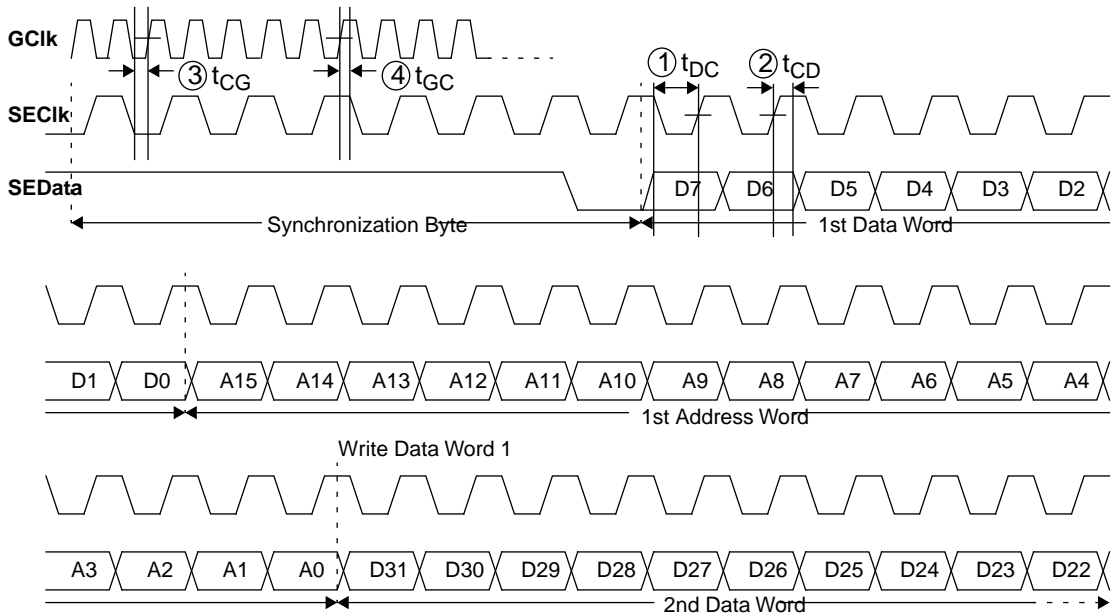 GClk
③ tCG ④ tGC ① tDC ② tCD
SEClk
SEData D7 D6 D5 D4 D3 D2
Synchronization Byte 1st Data Word
D1 D0 A15 A14 A13 A12 A11 A10 A9 A8 A7 A6 A5 A4
1st Address Word
Write Data Word 1
A3 A2 A1 A0 D31 D30 D29 D28 D27 D26 D25 D24 D23 D22
2nd Data Word